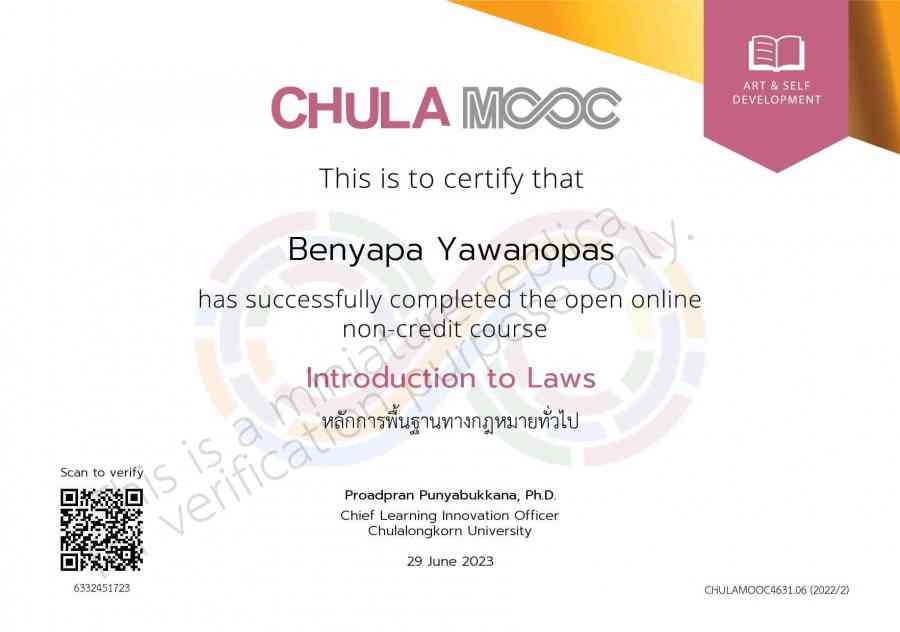 ART & SELF
DEVELOPMENT
CHULA MOOC
This is to certify that
Benyapa Yawanopas
has successfully completed the open online
non-credit course
Introduction to Laws
หลักการพื้นฐานทางกฎหมายทั่วไป
This is a miniature replica
for verification purpose only.
Scan to verify
6332451723
Proadpran Punyabukkana, Ph.D.
Chief Learning Innovation Officer
Chulalongkorn University
29 June 2023
CHULAMOOC4631.06 (2022/2)